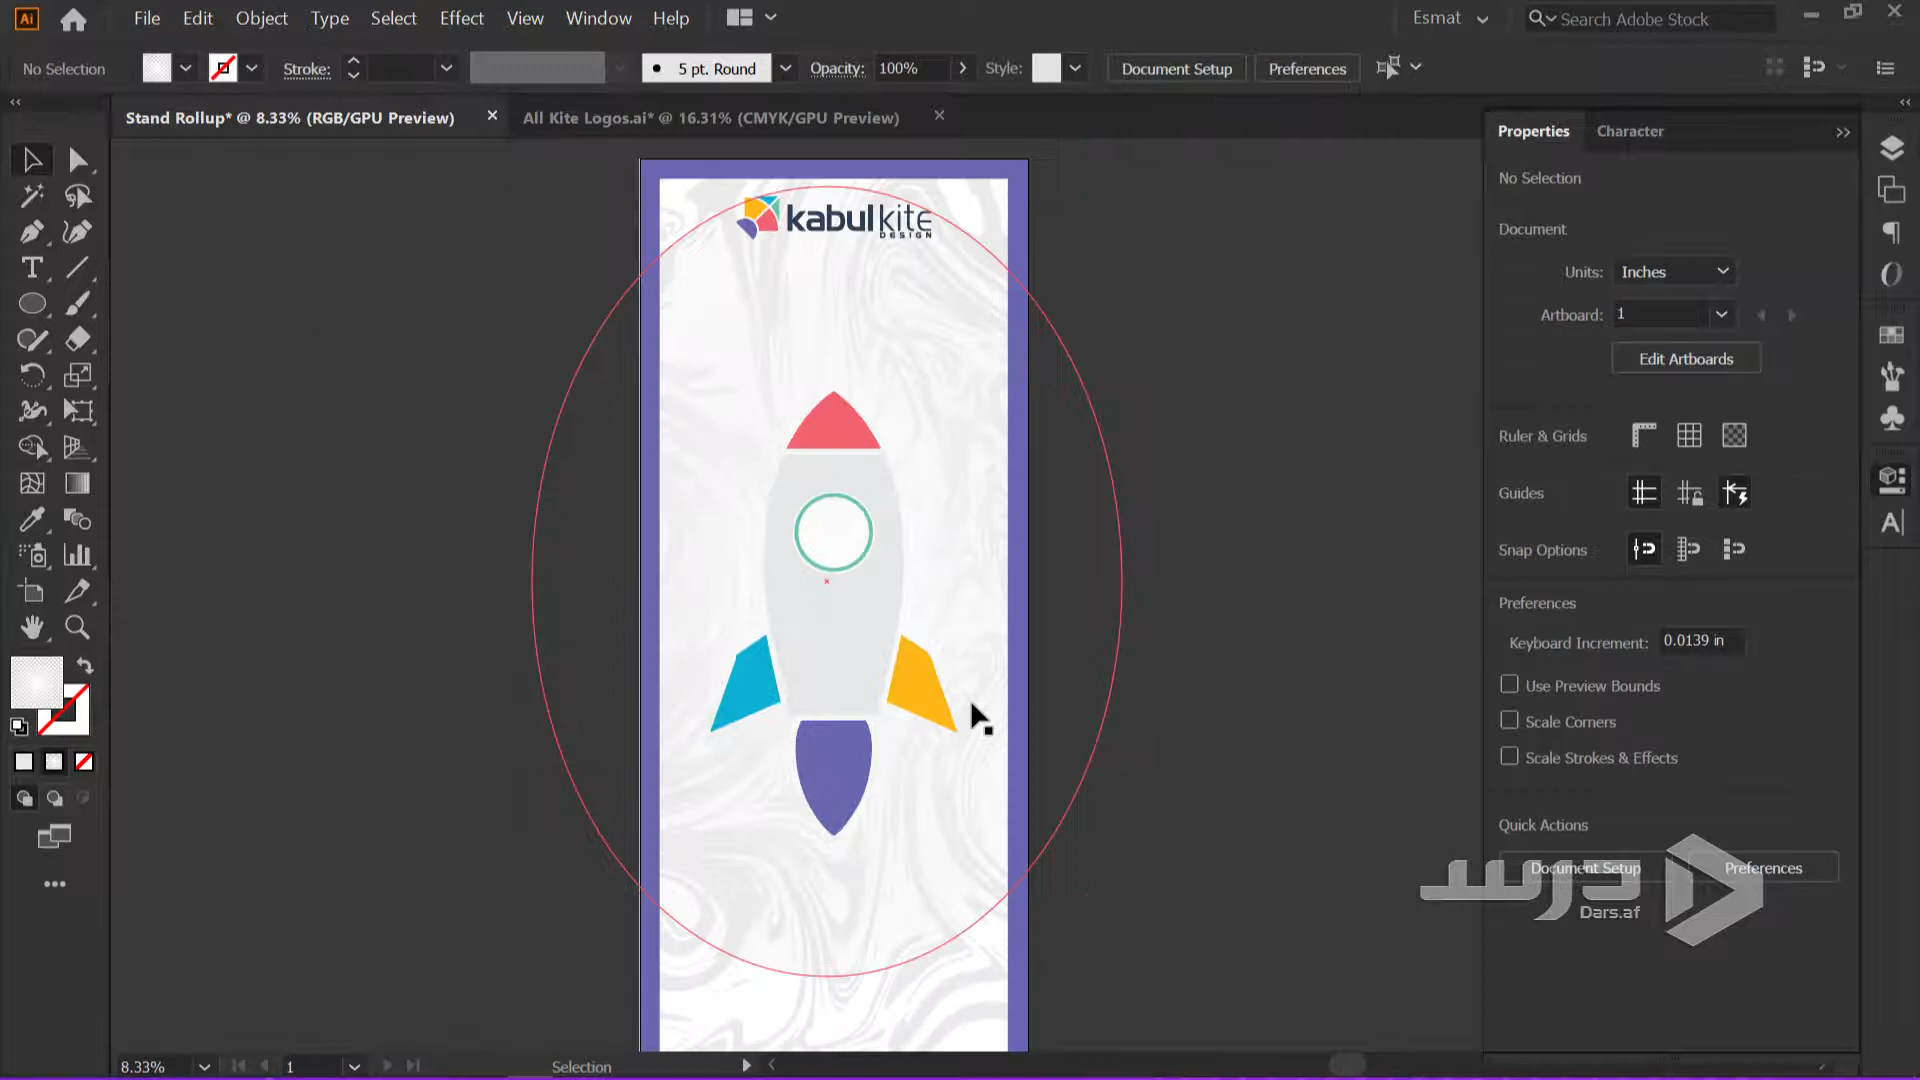 Ai File Edit Object Type Select Effect View Window Help Esmat Search Adobe Stock
No Selection Stroke: 5 pt. Round Opacity: 100% Style: Document Setup Preferences
Stand Rollup* @ 8.33% (RGB/GPU Preview) All Kite Logos.ai* @ 16.31% (CMYK/GPU Preview)
Properties Character
No Selection
Document
Units: Inches
Artboard: 1
Edit Artboards
Ruler & Grids
Guides
Snap Options
Preferences
Keyboard Increment: 0.0139 in
Use Preview Bounds
Scale Corners
Scale Strokes & Effects
Quick Actions
Document Setup Preferences
kabulkite
DESIGN
درس
Dars.af
8.33% 1 Selection